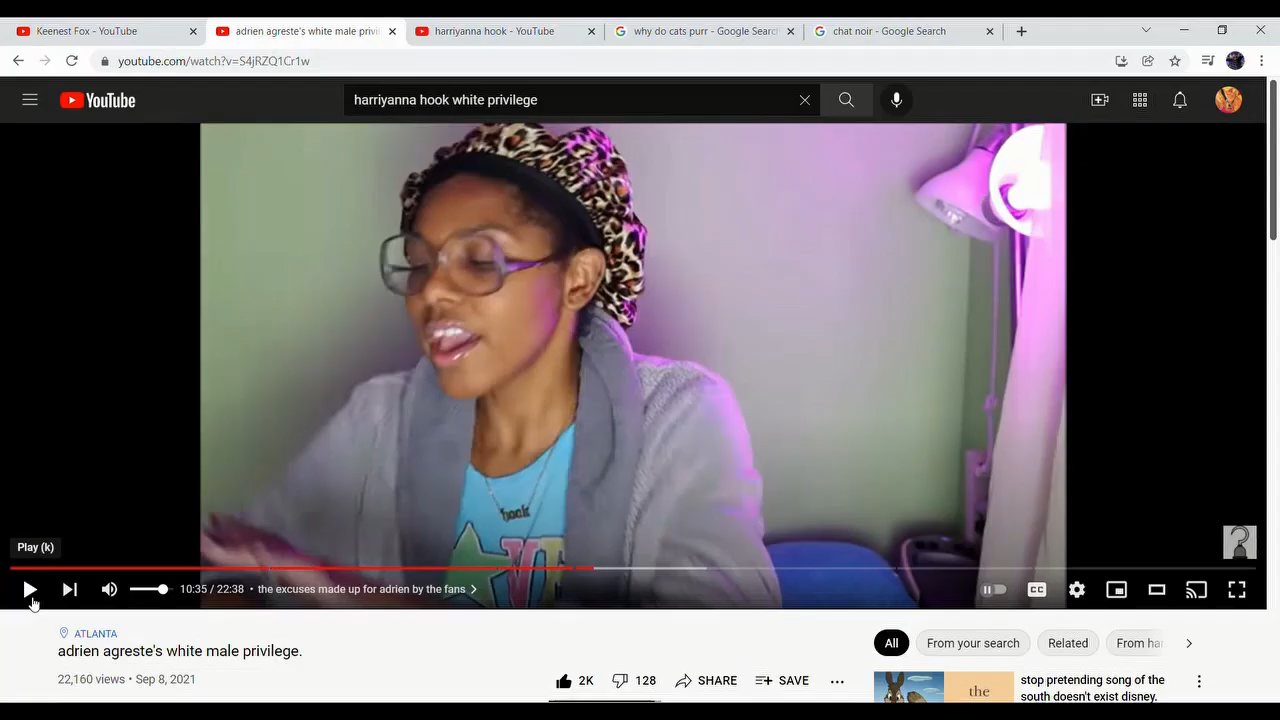 Keenest Fox - YouTube
adrien agreste's white male privi
harriyanna hook - YouTube
why do cats purr - Google Searc
chat noir - Google Search
youtube.com/watch?v=S4jRZQ1Cr1w
YouTube
harriyanna hook white privilege
hook
Play (k)
10:35 / 22:38 • the excuses made up for adrien by the fans
CC
ATLANTA
adrien agreste's white male privilege.
22,160 views • Sep 8, 2021
2K
128
SHARE
SAVE
All
From your search
Related
From ha
the
stop pretending song of the
south doesn't exist disney.